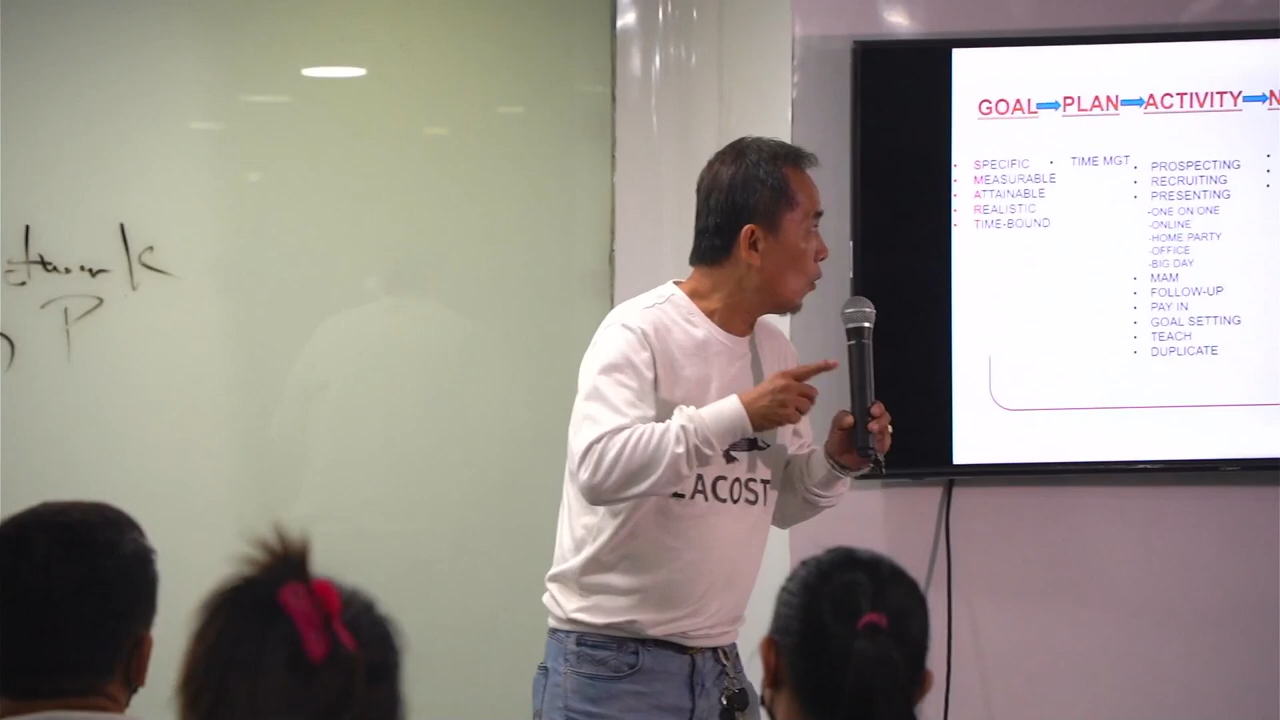 GOAL PLAN ACTIVITY
SPECIFIC
MEASURABLE
ATTAINABLE
REALISTIC
TIME-BOUND
TIME MGT
PROSPECTING
RECRUITING
PRESENTING
-ONE ON ONE
-ONLINE
-HOME PARTY
-OFFICE
-BIG DAY
MAM
FOLLOW-UP
PAY IN
GOAL SETTING
TEACH
DUPLICATE
LACOST
P